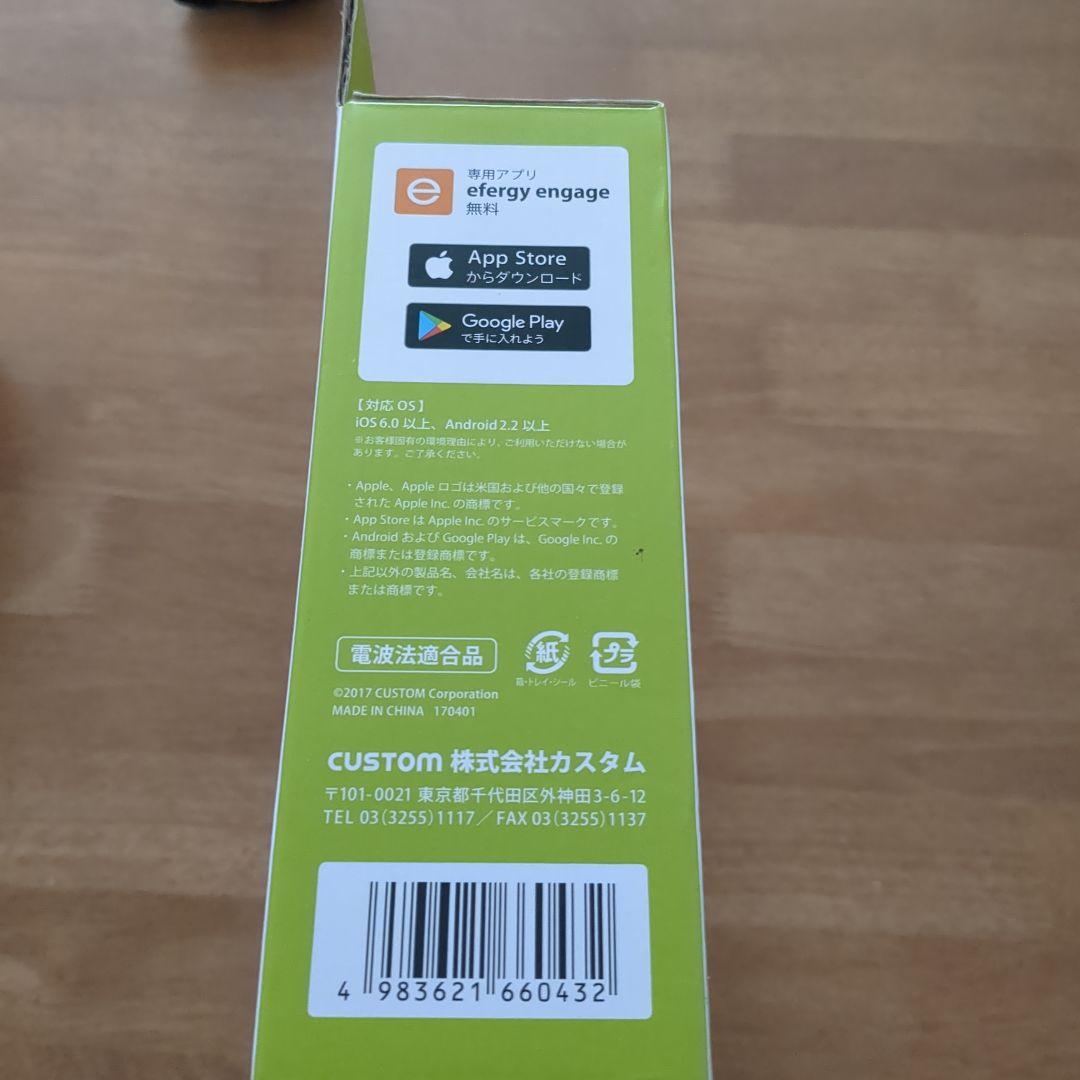 専用アプリ
efergy engage
無料
App Store
からダウンロード
Google Play
で手に入れよう
【対応 OS】
iOS 6.0 以上、Android 2.2 以上
※お客様固有の環境理由により、ご利用いただけない場合が
あります。ご了承ください。
・Apple、Apple ロゴは米国および他の国々で登録
された Apple Inc. の商標です。
・App Store は Apple Inc. のサービスマークです。
・Android および Google Play は、Google Inc. の
商標または登録商標です。
・上記以外の製品名、会社名は、各社の登録商標
または商標です。
電波法適合品
紙
プラ
箱・トレイ・シール
ビニール袋
©2017 CUSTOM Corporation
MADE IN CHINA 170401
CUSTOM 株式会社カスタム
〒101-0021 東京都千代田区外神田3-6-12
TEL 03(3255)1117／FAX 03(3255)1137
4 983621 660432